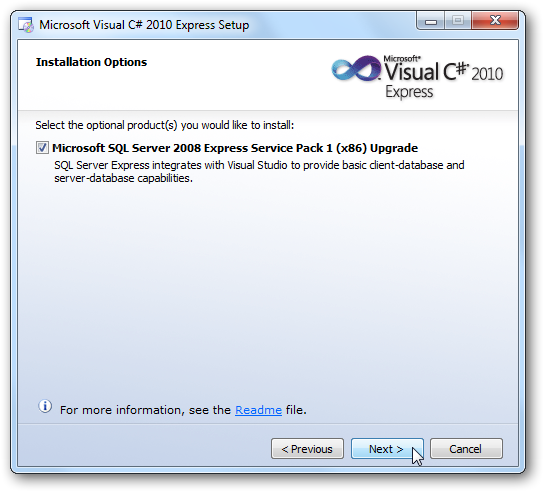 Microsoft Visual C# 2010 Express Setup
Installation Options
Microsoft®
Visual C#® 2010
Express
Select the optional product(s) you would like to install:
Microsoft SQL Server 2008 Express Service Pack 1 (x86) Upgrade
SQL Server Express integrates with Visual Studio to provide basic client-database and
server-database capabilities.
For more information, see the Readme file.
< Previous
Next >
Cancel